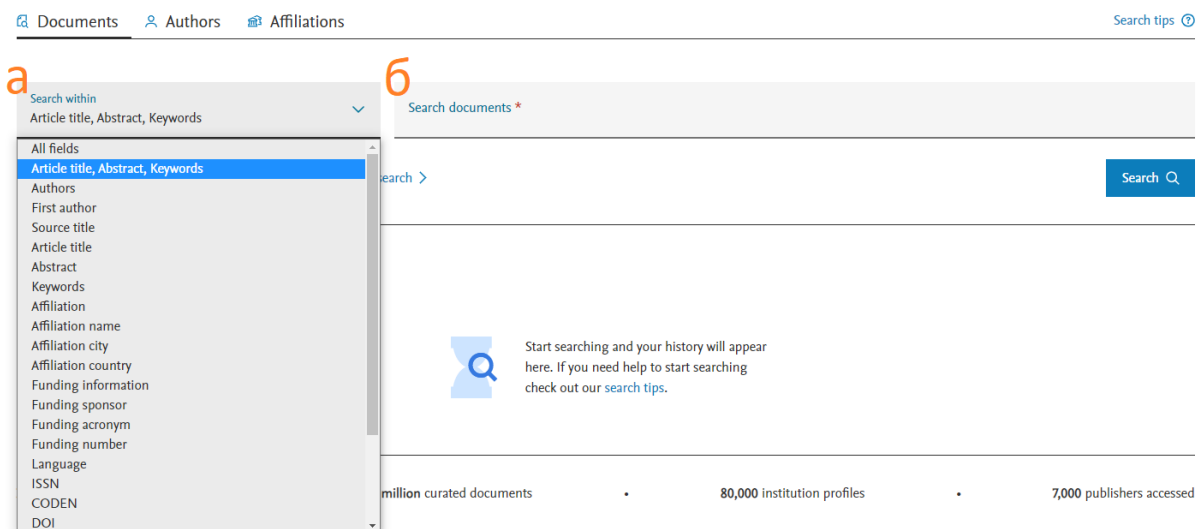 Documents Authors Affiliations Search tips
а б
Search within
Article title, Abstract, Keywords
Search documents *
All fields
Article title, Abstract, Keywords
Authors
First author
Source title
Article title
Abstract
Keywords
Affiliation
Affiliation name
Affiliation city
Affiliation country
Funding information
Funding sponsor
Funding acronym
Funding number
Language
ISSN
CODEN
DOI
Search
Start searching and your history will appear
here. If you need help to start searching
check out our search tips.
million curated documents • 80,000 institution profiles • 7,000 publishers accessed